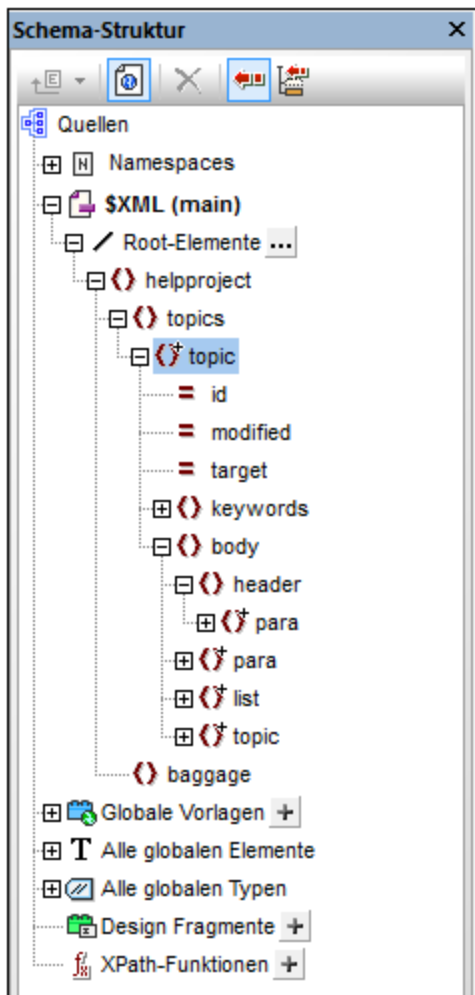 Schema-Struktur
Quellen
Namespaces
$XML (main)
Root-Elemente ...
helpproject
topics
topic
id
modified
target
keywords
body
header
para
para
list
topic
baggage
Globale Vorlagen
Alle globalen Elemente
Alle globalen Typen
Design Fragmente
XPath-Funktionen